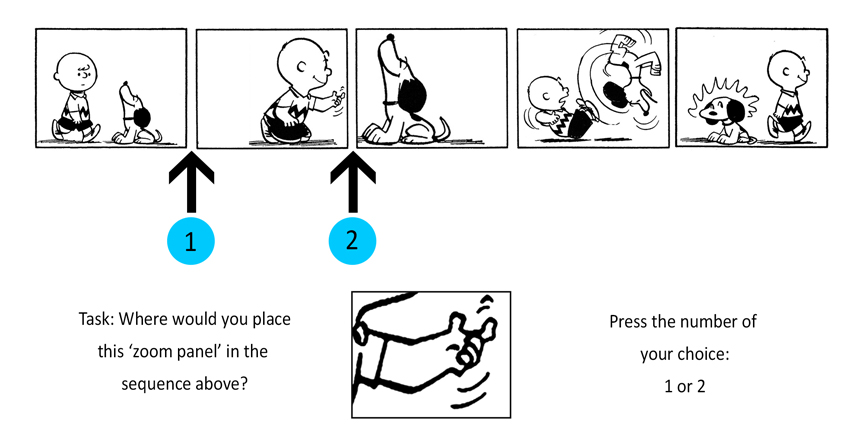 1
2
Task: Where would you place
this ‘zoom panel’ in the
sequence above?
Press the number of
your choice:
1 or 2